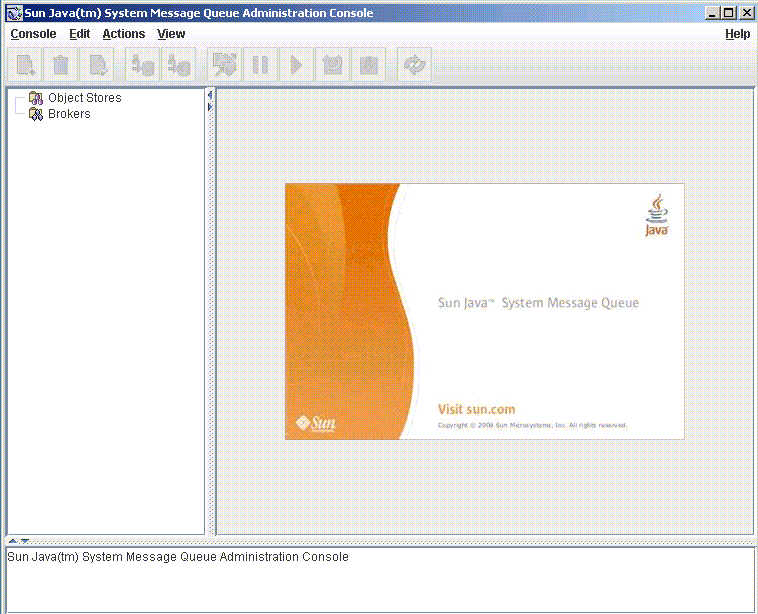 Sun Java(tm) System Message Queue Administration Console
Console Edit Actions View Help
Object Stores
Brokers
Java
Sun Java™ System Message Queue
Visit sun.com
Sun
Copyright © 2008 Sun Microsystems, Inc. All rights reserved.
Sun Java(tm) System Message Queue Administration Console